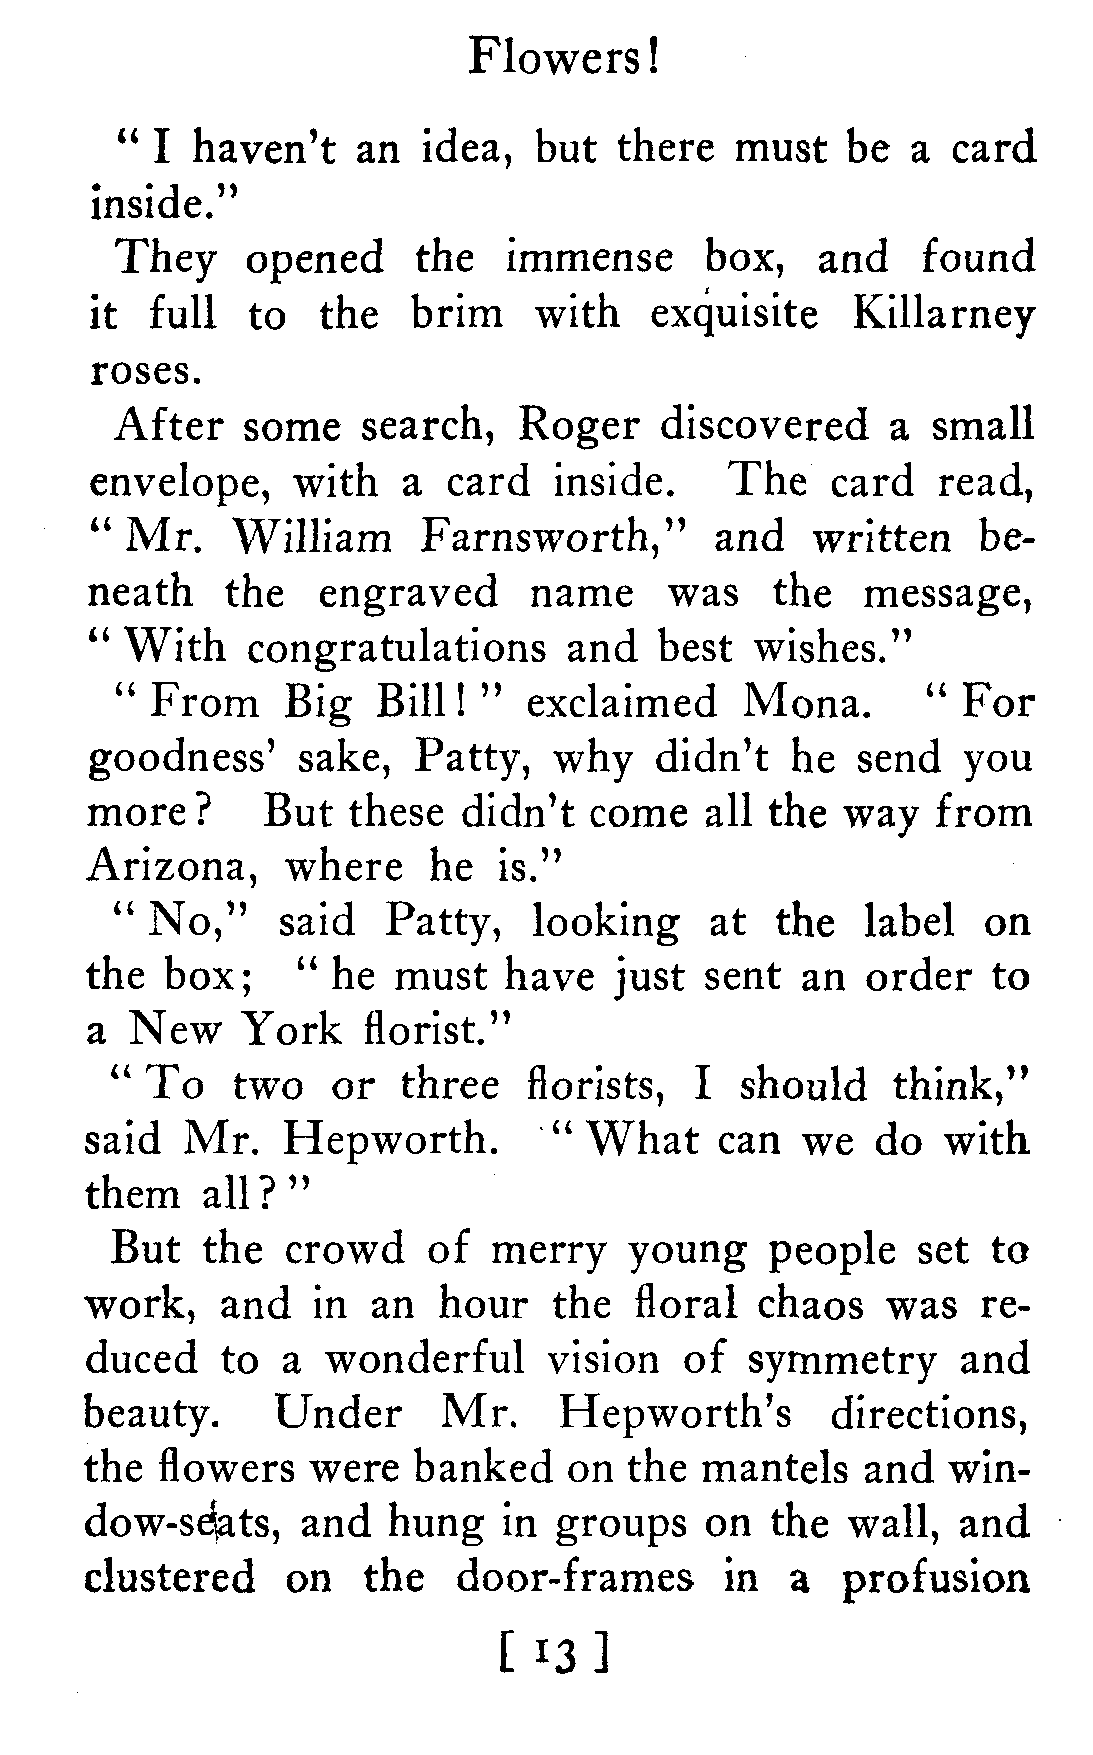 Flowers!
" I haven't an idea, but there must be a card
inside."
They opened the immense box, and found
it full to the brim with exquisite Killarney
roses.
After some search, Roger discovered a small
envelope, with a card inside. The card read,
" Mr. William Farnsworth," and written be-
neath the engraved name was the message,
" With congratulations and best wishes."
" From Big Bill! " exclaimed Mona. " For
goodness' sake, Patty, why didn't he send you
more? But these didn't come all the way from
Arizona, where he is."
" No," said Patty, looking at the label on
the box; " he must have just sent an order to
a New York florist."
" To two or three florists, I should think,"
said Mr. Hepworth. " What can we do with
them all? "
But the crowd of merry young people set to
work, and in an hour the floral chaos was re-
duced to a wonderful vision of symmetry and
beauty. Under Mr. Hepworth's directions,
the flowers were banked on the mantels and win-
dow-seats, and hung in groups on the wall, and
clustered on the door-frames in a profusion
[ 13 ]